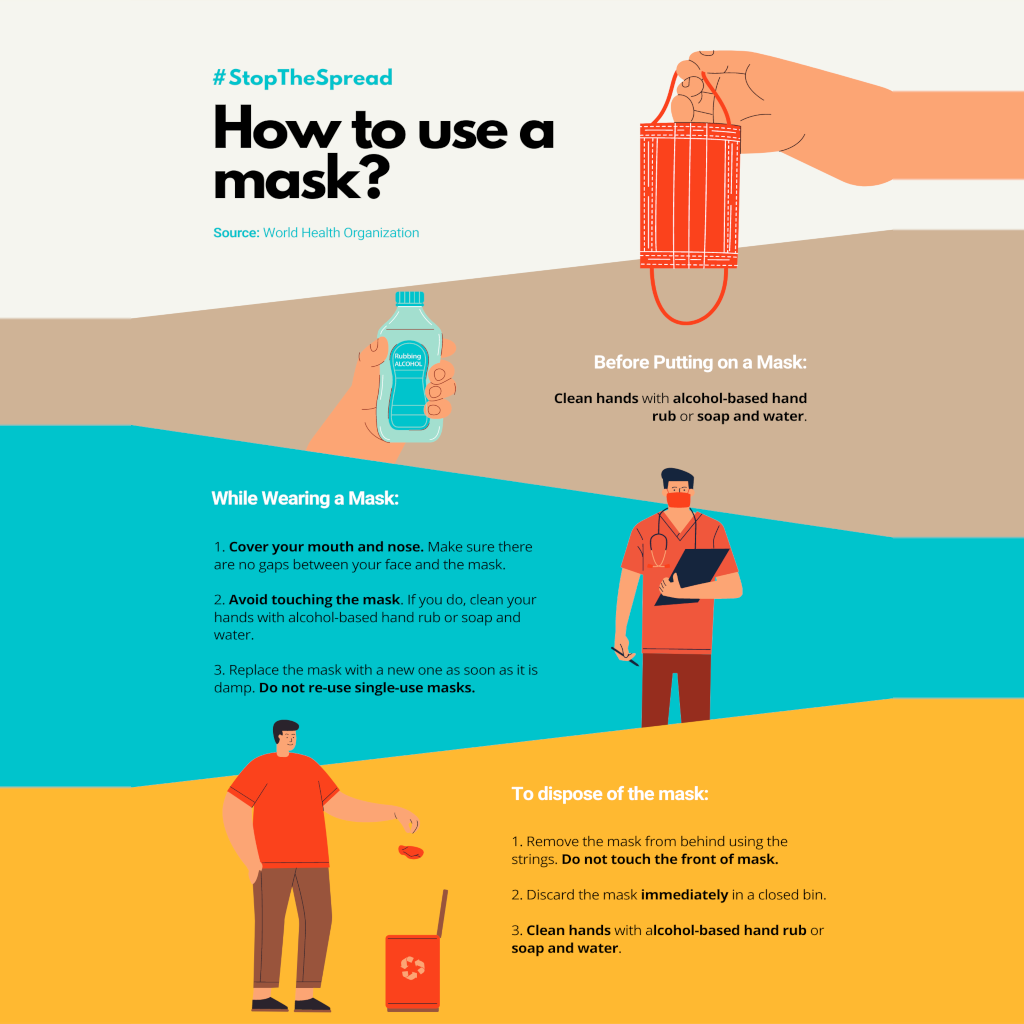 #StopTheSpread
How to use a
mask?
Source: World Health Organization
Rubbing
ALCOHOL
Before Putting on a Mask:
Clean hands with alcohol-based hand
rub or soap and water.
While Wearing a Mask:
1. Cover your mouth and nose. Make sure there
are no gaps between your face and the mask.
2. Avoid touching the mask. If you do, clean your
hands with alcohol-based hand rub or soap and
water.
3. Replace the mask with a new one as soon as it is
damp. Do not re-use single-use masks.
To dispose of the mask:
1. Remove the mask from behind using the
strings. Do not touch the front of mask.
2. Discard the mask immediately in a closed bin.
3. Clean hands with alcohol-based hand rub or
soap and water.